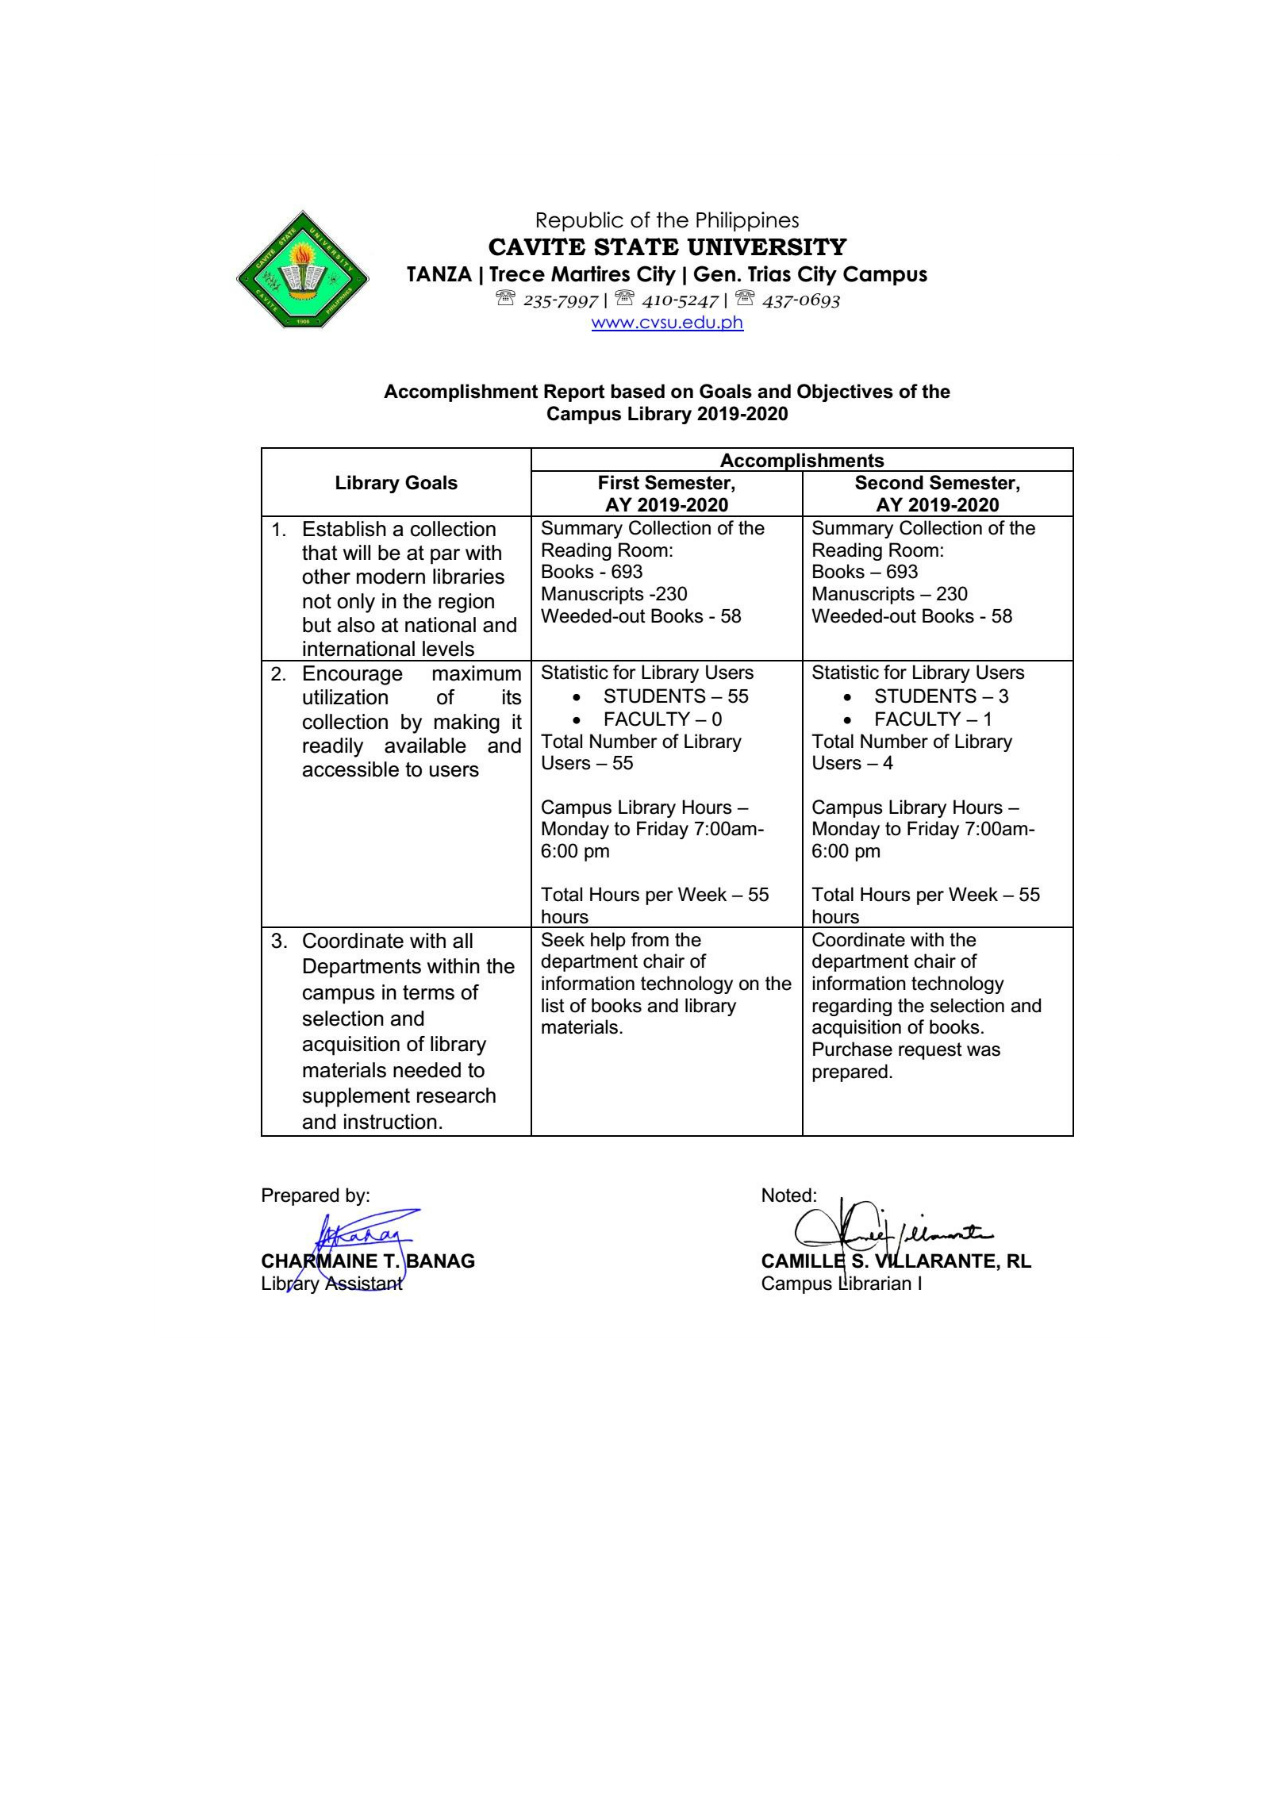 Republic of the Philippines
CAVITE STATE UNIVERSITY
TANZA | Trece Martires City | Gen. Trias City Campus
☏ 235-7997 | ☏ 410-5247 | ☏ 437-0693
www.cvsu.edu.ph
CAVITE STATE UNIVERSITY
CAVITE
PHILIPPINES
1906
Accomplishment Report based on Goals and Objectives of the
Campus Library 2019-2020
Library Goals
Accomplishments
First Semester,
AY 2019-2020
Second Semester,
AY 2019-2020
1. Establish a collection
that will be at par with
other modern libraries
not only in the region
but also at national and
international levels
Summary Collection of the
Reading Room:
Books - 693
Manuscripts -230
Weeded-out Books - 58
Summary Collection of the
Reading Room:
Books – 693
Manuscripts – 230
Weeded-out Books - 58
2. Encourage maximum
utilization of its
collection by making it
readily available and
accessible to users
Statistic for Library Users
• STUDENTS – 55
• FACULTY – 0
Total Number of Library
Users – 55
Campus Library Hours –
Monday to Friday 7:00am-
6:00 pm
Total Hours per Week – 55
hours
Statistic for Library Users
• STUDENTS – 3
• FACULTY – 1
Total Number of Library
Users – 4
Campus Library Hours –
Monday to Friday 7:00am-
6:00 pm
Total Hours per Week – 55
hours
3. Coordinate with all
Departments within the
campus in terms of
selection and
acquisition of library
materials needed to
supplement research
and instruction.
Seek help from the
department chair of
information technology on the
list of books and library
materials.
Coordinate with the
department chair of
information technology
regarding the selection and
acquisition of books.
Purchase request was
prepared.
Prepared by:
CHARMAINE T. BANAG
Library Assistant
Noted:
CAMILLE S. VILLARANTE, RL
Campus Librarian I